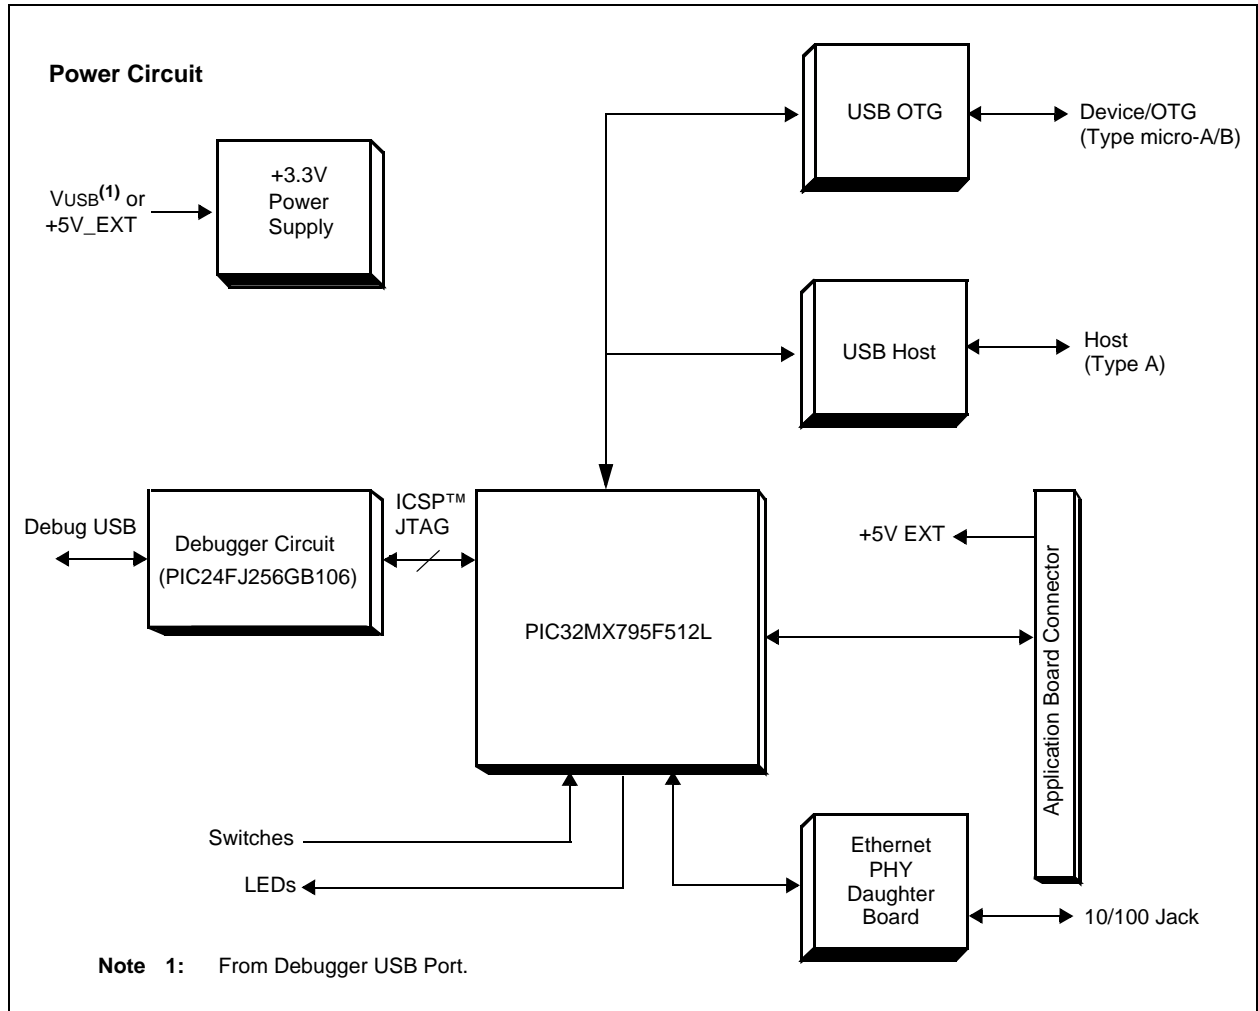 Power Circuit
+3.3V
Power
Supply
VUSB(1) or
+5V_EXT
USB OTG
Device/OTG
(Type micro-A/B)
USB Host
Host
(Type A)
Debug USB
Debugger Circuit
(PIC24FJ256GB106)
ICSP™
JTAG
PIC32MX795F512L
+5V EXT
Application Board Connector
Switches
LEDs
Ethernet
PHY
Daughter
Board
10/100 Jack
Note 1: From Debugger USB Port.